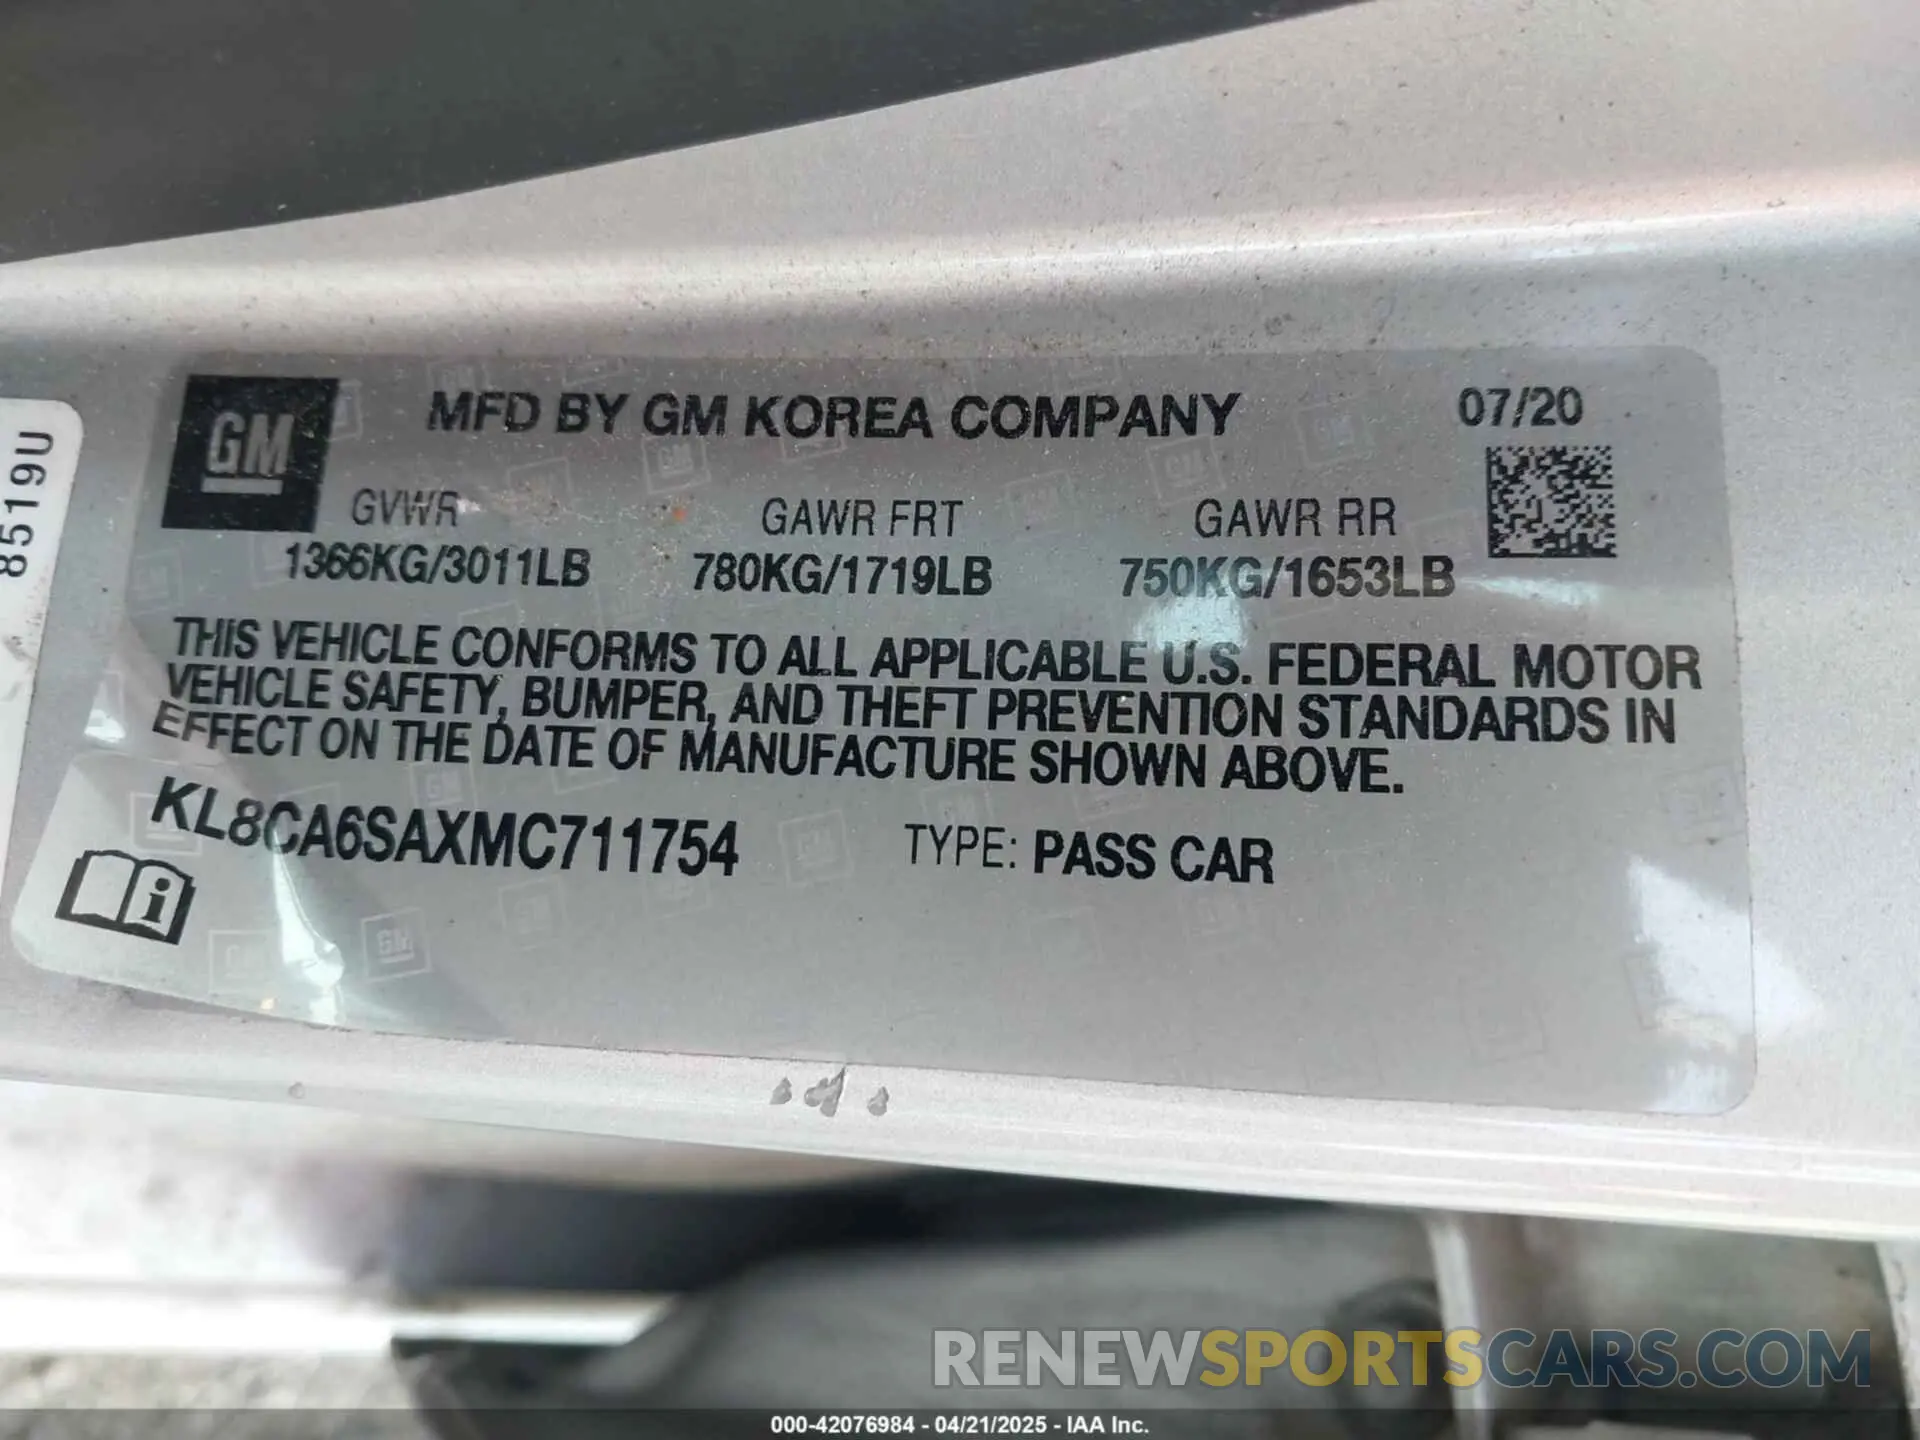 8519U
GM
MFD BY GM KOREA COMPANY
07/20
GVWR GAWR FRT GAWR RR
1366KG/3011LB 780KG/1719LB 750KG/1653LB
THIS VEHICLE CONFORMS TO ALL APPLICABLE U.S. FEDERAL MOTOR
VEHICLE SAFETY, BUMPER, AND THEFT PREVENTION STANDARDS IN
EFFECT ON THE DATE OF MANUFACTURE SHOWN ABOVE.
KL8CA6SAXMC711754 TYPE: PASS CAR
RENEWSPORTSCARS.COM
000-42076984 - 04/21/2025 - IAA Inc.